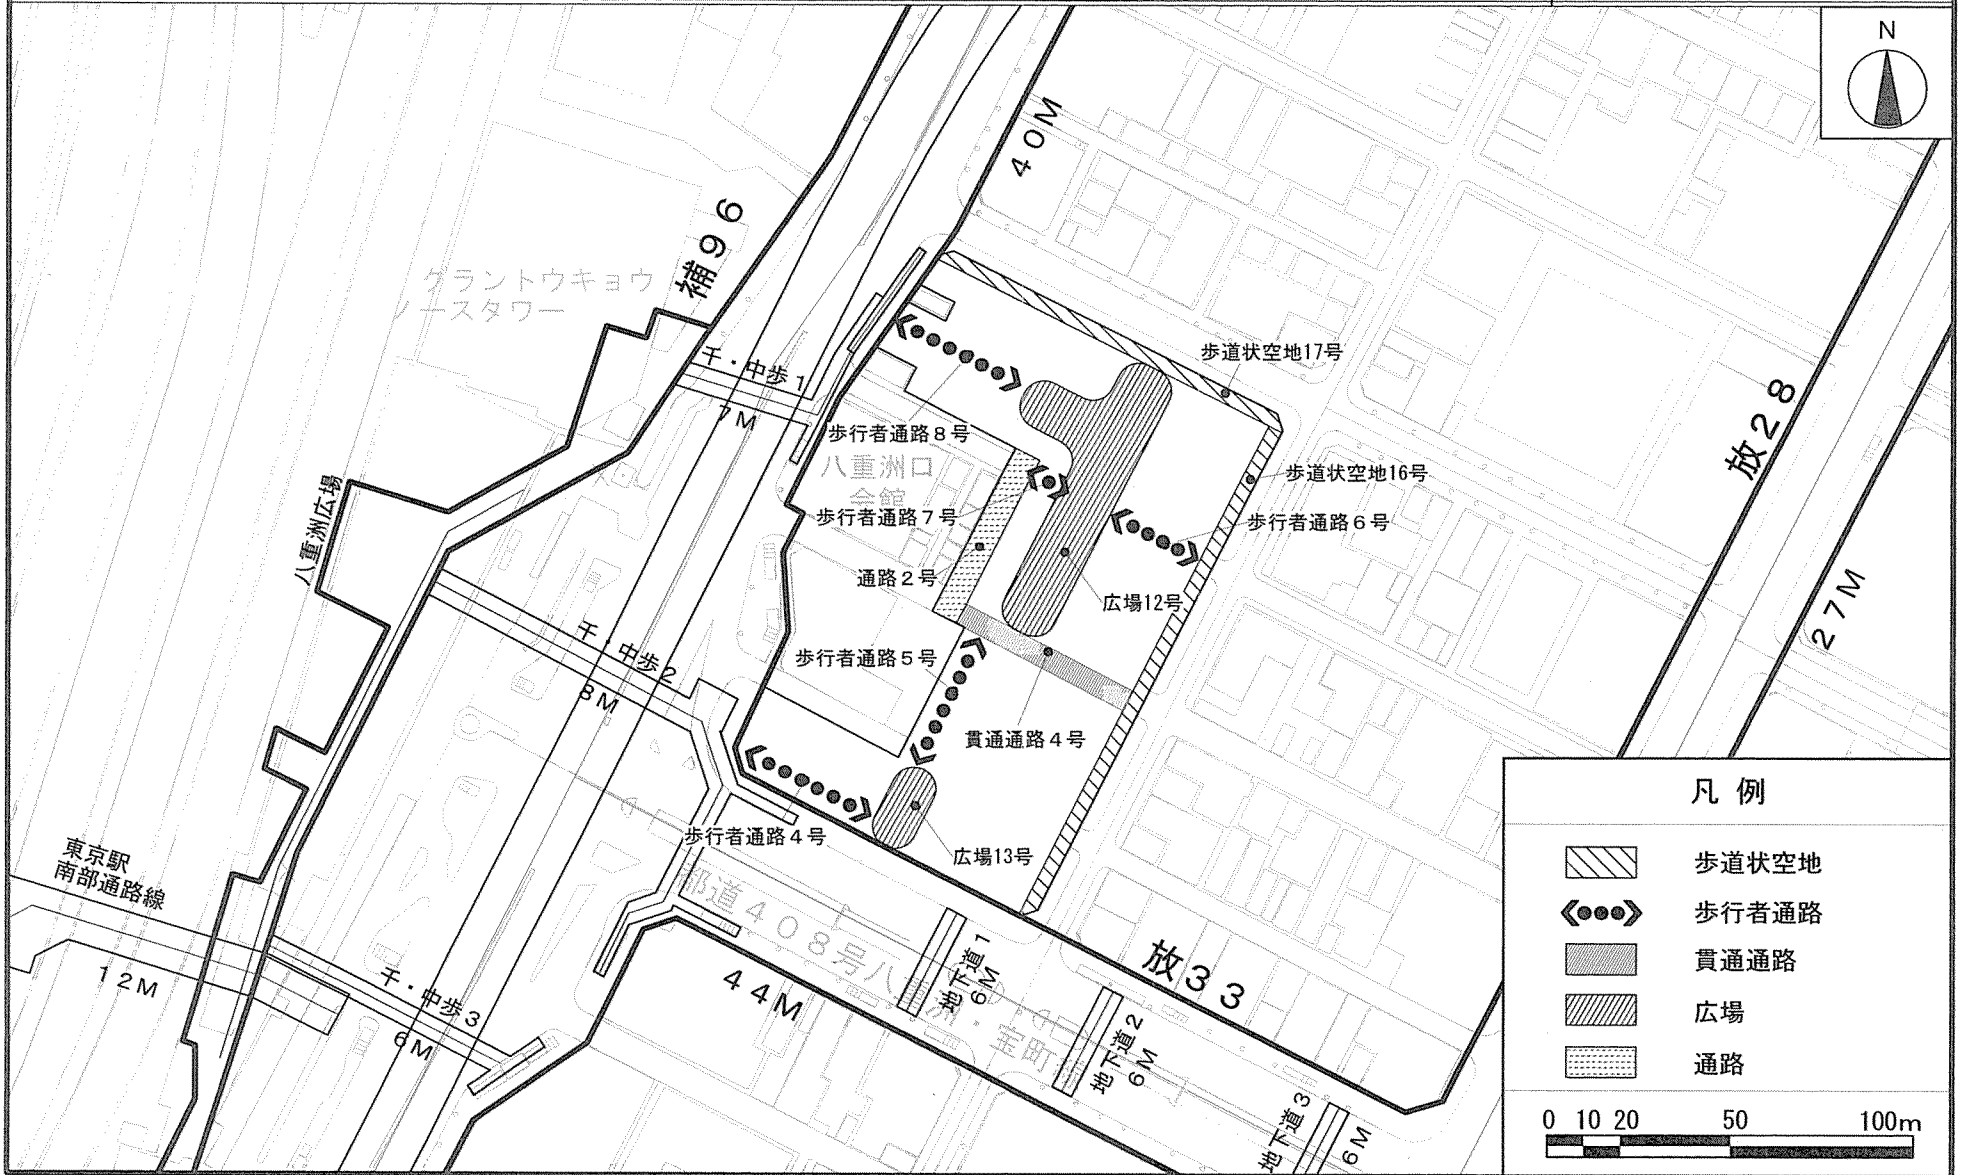 N
40M
補96
グラントウキョウ
ノースタワー
千・中歩1
7M
歩道状空地17号
放28
歩行者通路8号
八重洲口
会館
歩道状空地16号
歩行者通路7号
歩行者通路6号
八重洲広場
通路2号
広場12号
27M
千・中歩2
8M
歩行者通路5号
貫通通路4号
歩行者通路4号
広場13号
東京駅
南部通路線
12M
都道408号八重洲・宝町
千・中歩3
6M
44M
地下道1
6M
放33
地下道2
6M
地下道3
6M
凡例
歩道状空地
歩行者通路
貫通通路
広場
通路
0 10 20 50 100m